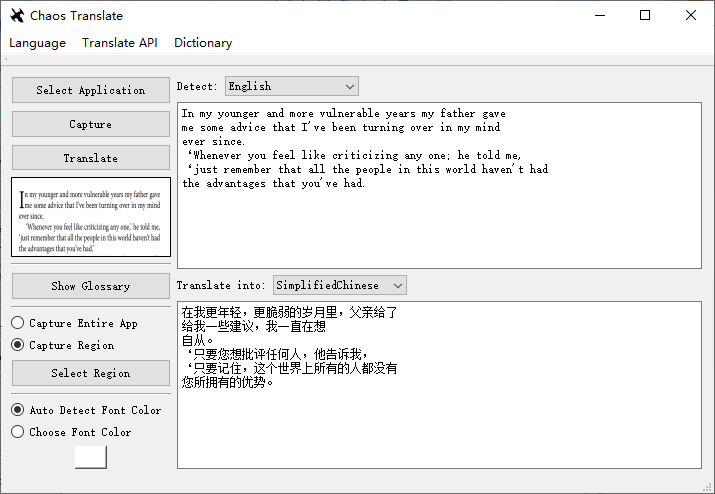 Chaos Translate
Language Translate API Dictionary
Select Application
Capture
Translate
In my younger and more vulnerable years my father gave
me some advice that I've been turning over in my mind
ever since.
'Whenever you feel like criticizing any one,' he told me,
'just remember that all the people in this world haven't had
the advantages that you've had.'
Show Glossary
Capture Entire App
Capture Region
Select Region
Auto Detect Font Color
Choose Font Color
Detect: English
In my younger and more vulnerable years my father gave
me some advice that I've been turning over in my mind
ever since.
‘Whenever you feel like criticizing any one; he told me,
‘just remember that all the people in this world haven't had
the advantages that you've had.
Translate into: SimplifiedChinese
在我更年轻，更脆弱的岁月里，父亲给了
给我一些建议，我一直在想
自从。
‘只要您想批评任何人，他告诉我，
‘只要记住，这个世界上所有的人都没有
您所拥有的优势。